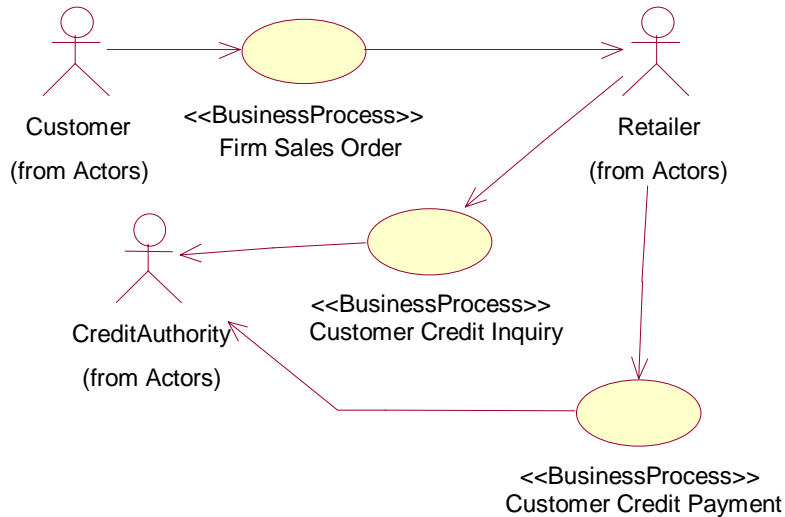 Customer
(from Actors)
<<BusinessProcess>>
Firm Sales Order
Retailer
(from Actors)
CreditAuthority
(from Actors)
<<BusinessProcess>>
Customer Credit Inquiry
<<BusinessProcess>>
Customer Credit Payment